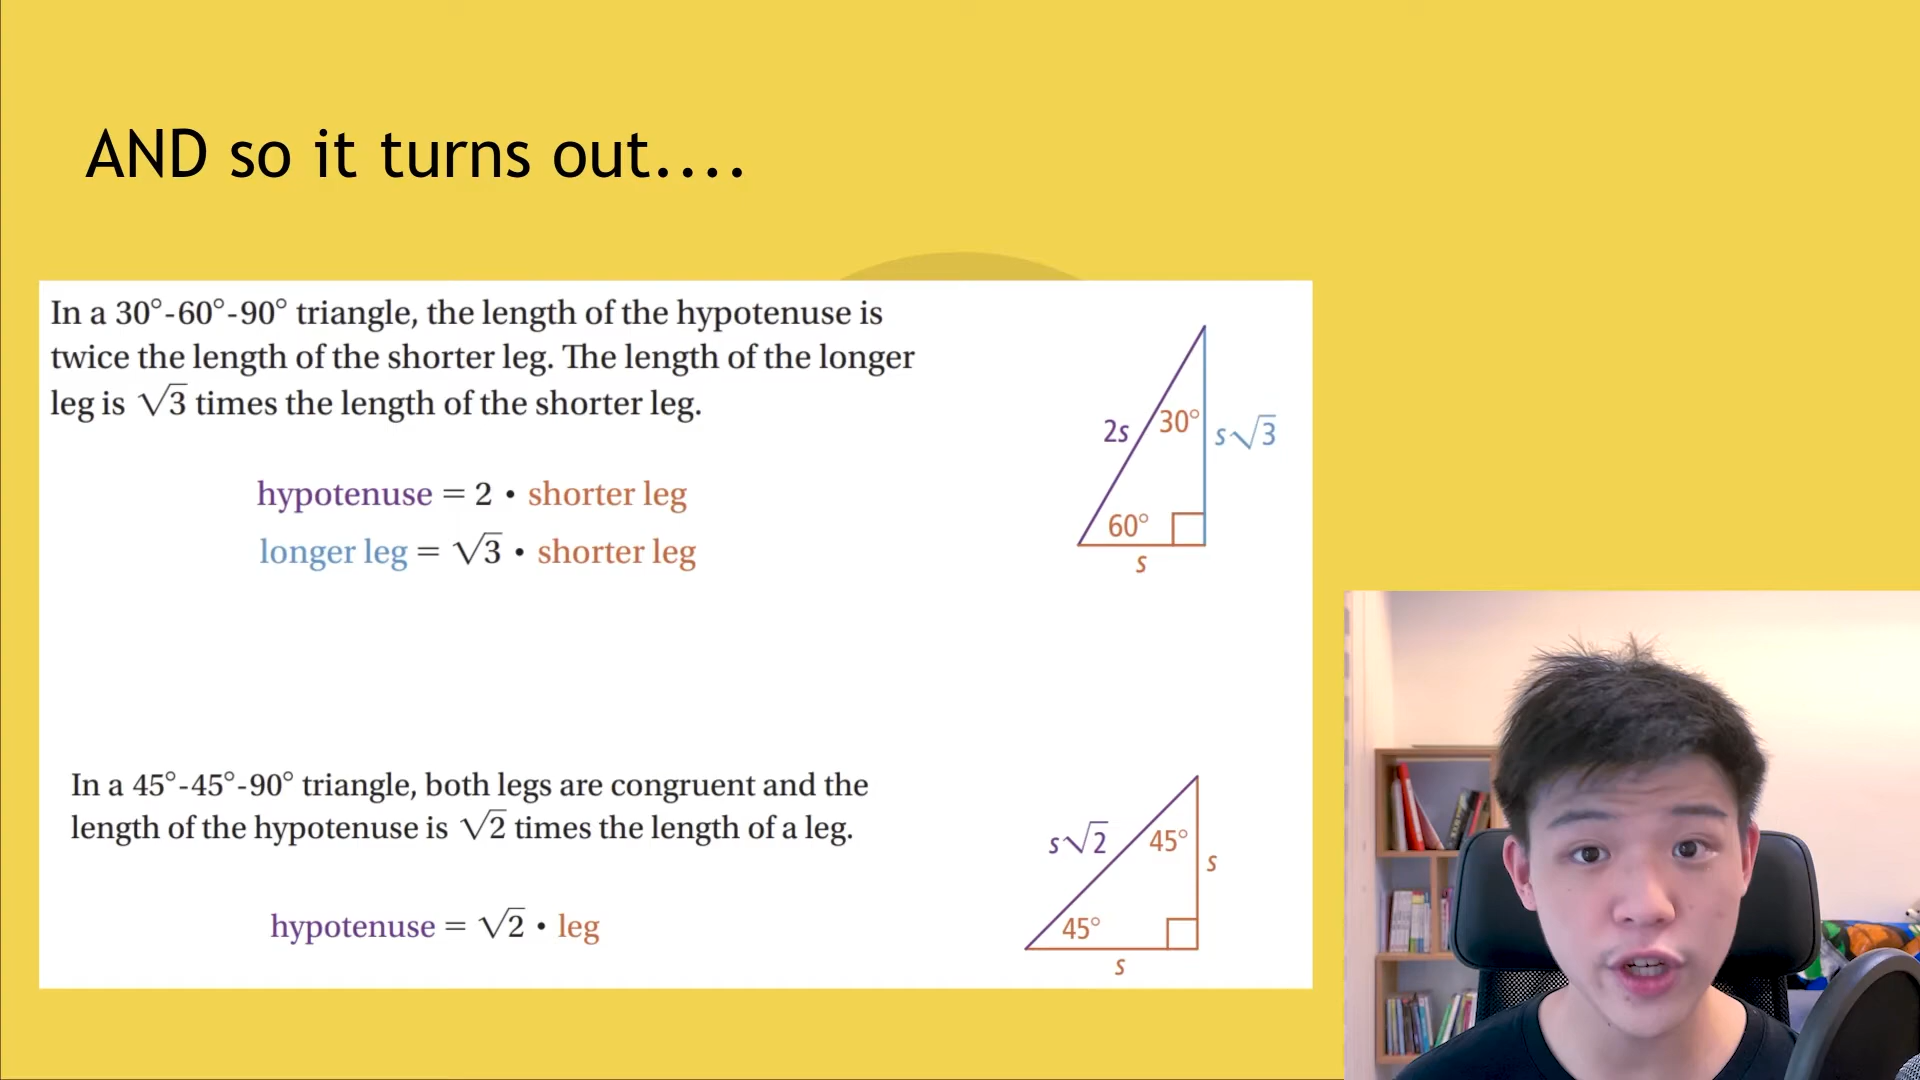 AND so it turns out....
In a 30°-60°-90° triangle, the length of the hypotenuse is
twice the length of the shorter leg. The length of the longer
leg is √3 times the length of the shorter leg.
hypotenuse = 2 • shorter leg
longer leg = √3 • shorter leg
2s
30°
s√3
60°
s
In a 45°-45°-90° triangle, both legs are congruent and the
length of the hypotenuse is √2 times the length of a leg.
hypotenuse = √2 • leg
s√2
45°
s
45°
s